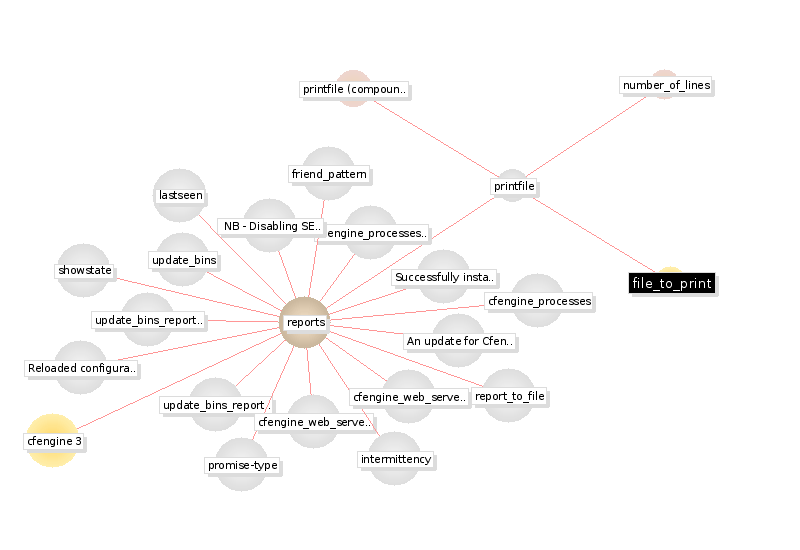 printfile (compoun..
number_of_lines
friend_pattern
printfile
lastseen
NB - Disabling SE..
engine_processes..
update_bins
showstate
Successfully insta..
file_to_print
cfengine_processes
update_bins_report..
reports
An update for Cfen..
Reloaded configura..
update_bins_report..
cfengine_web_serve..
report_to_file
cfengine_web_serve..
cfengine 3
promise-type
intermittency